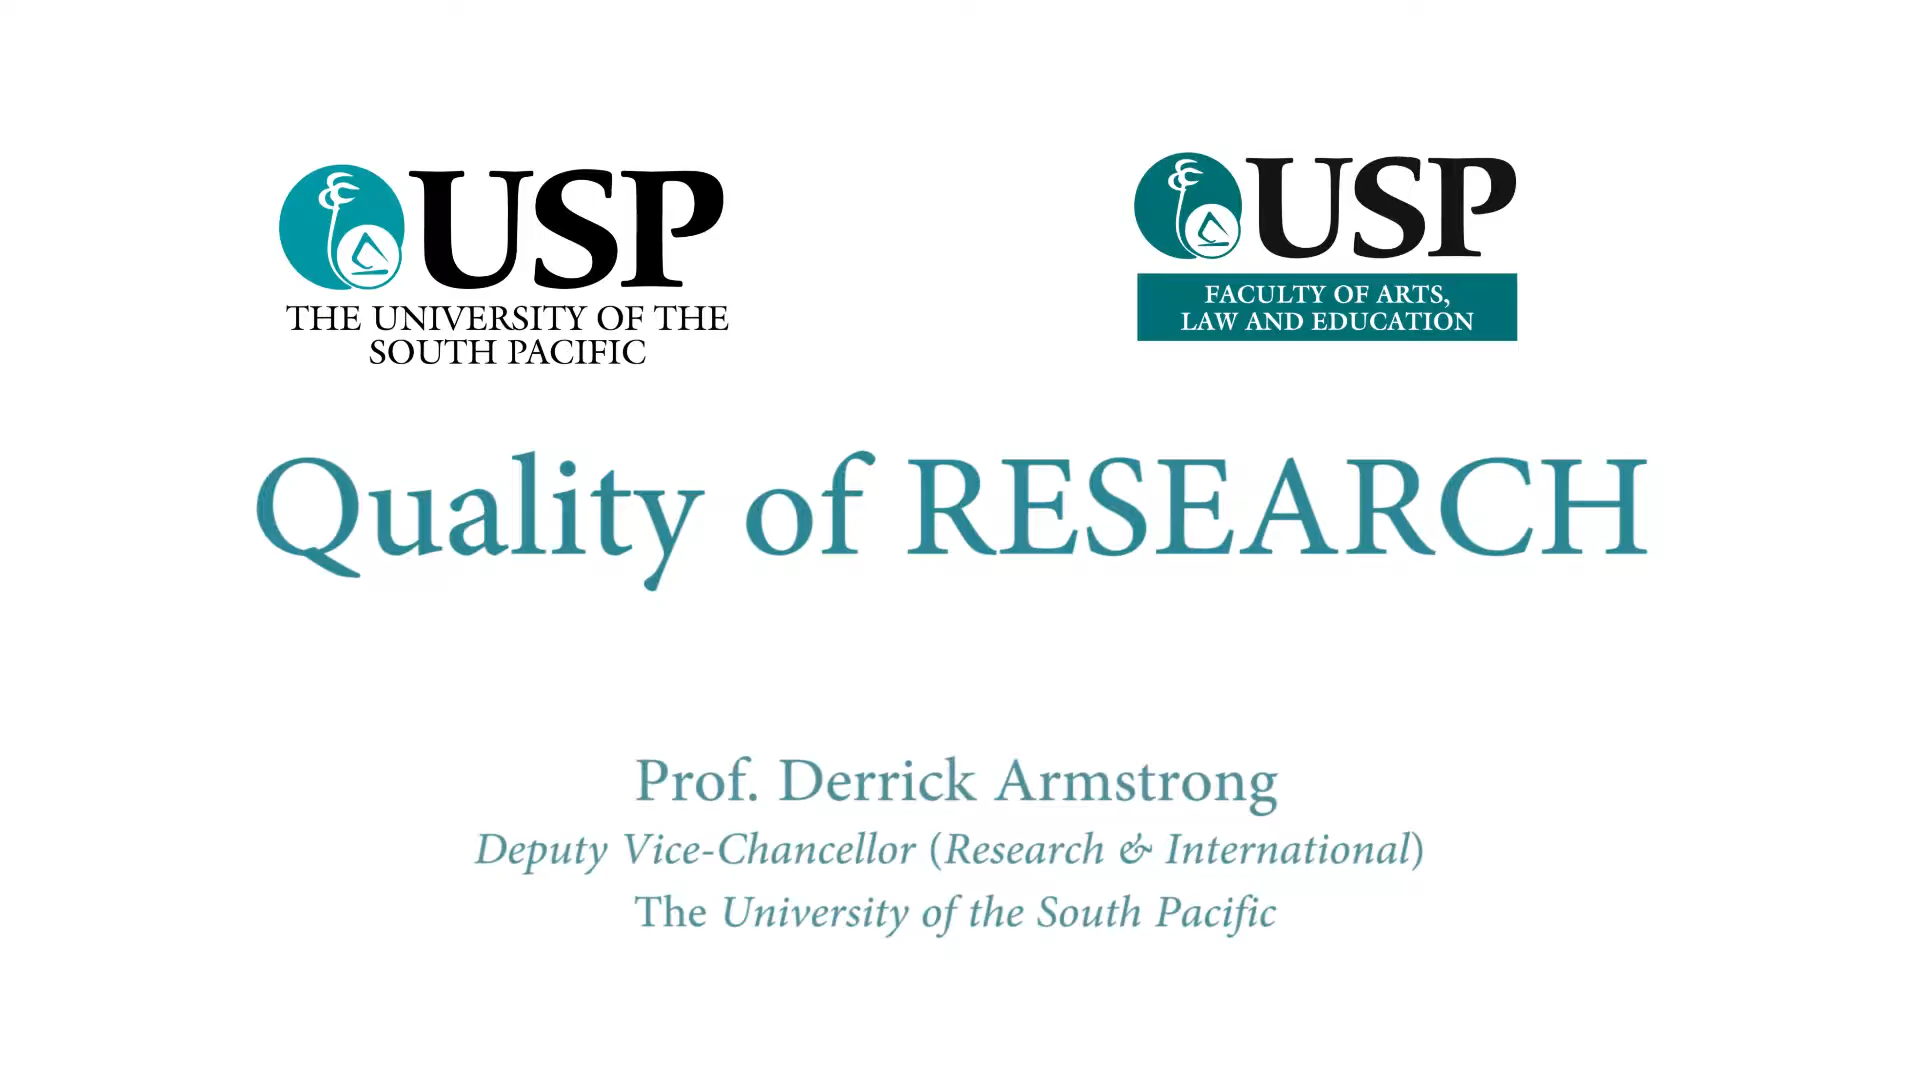 USP
THE UNIVERSITY OF THE
SOUTH PACIFIC
USP
FACULTY OF ARTS,
LAW AND EDUCATION
Quality of RESEARCH
Prof. Derrick Armstrong
Deputy Vice-Chancellor (Research & International)
The University of the South Pacific